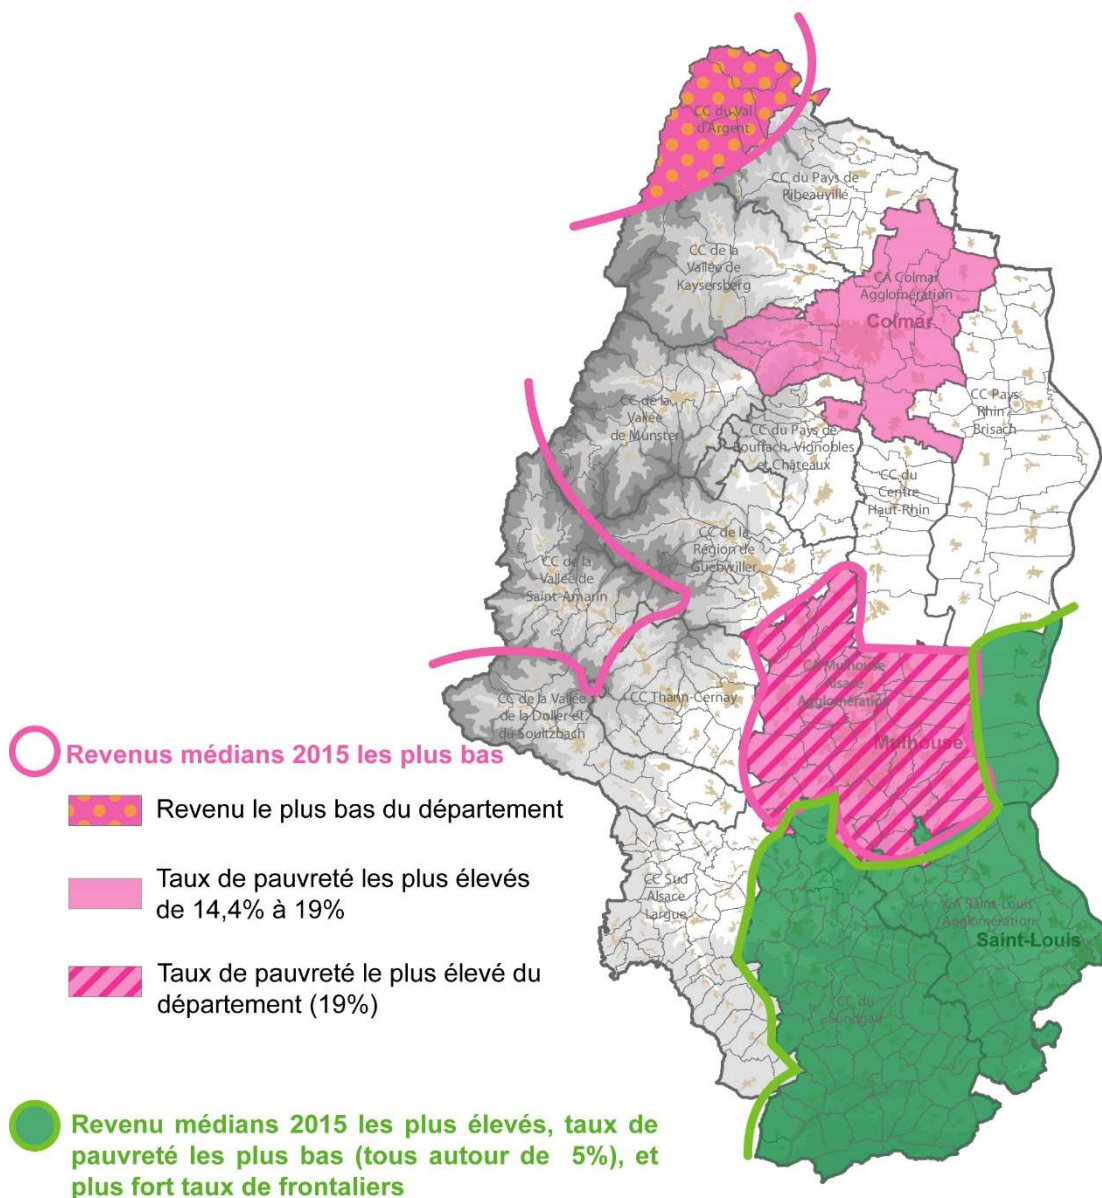 CC du Val
d'Argent
CC du Pays de
Ribeauvillé
CC de la
Vallée de
Kaysersberg
CA Colmar
Agglomération
Colmar
CC Pays
Rhin
Brisach
CC de la
Vallée
de Munster
CC du Pays de
Rouffach, Vignobles
et Châteaux
CC du
Centre
Haut-Rhin
CC de la
Région de
Guebwiller
CC de la
Vallée de
Saint-Amarin
CA Mulhouse
Alsace
Agglomération
Mulhouse
CC de la Vallée
de la Doller et
du Soultzbach
CC Thann-Cernay
CC Sud
Alsace
Largue
CA Saint-Louis
Agglomération
Saint-Louis
CC du
Sundgau
Revenus médians 2015 les plus bas
Revenu le plus bas du département
Taux de pauvreté les plus élevés
de 14,4% à 19%
Taux de pauvreté le plus élevé du
département (19%)
Revenu médians 2015 les plus élevés, taux de
pauvreté les plus bas (tous autour de 5%), et
plus fort taux de frontaliers